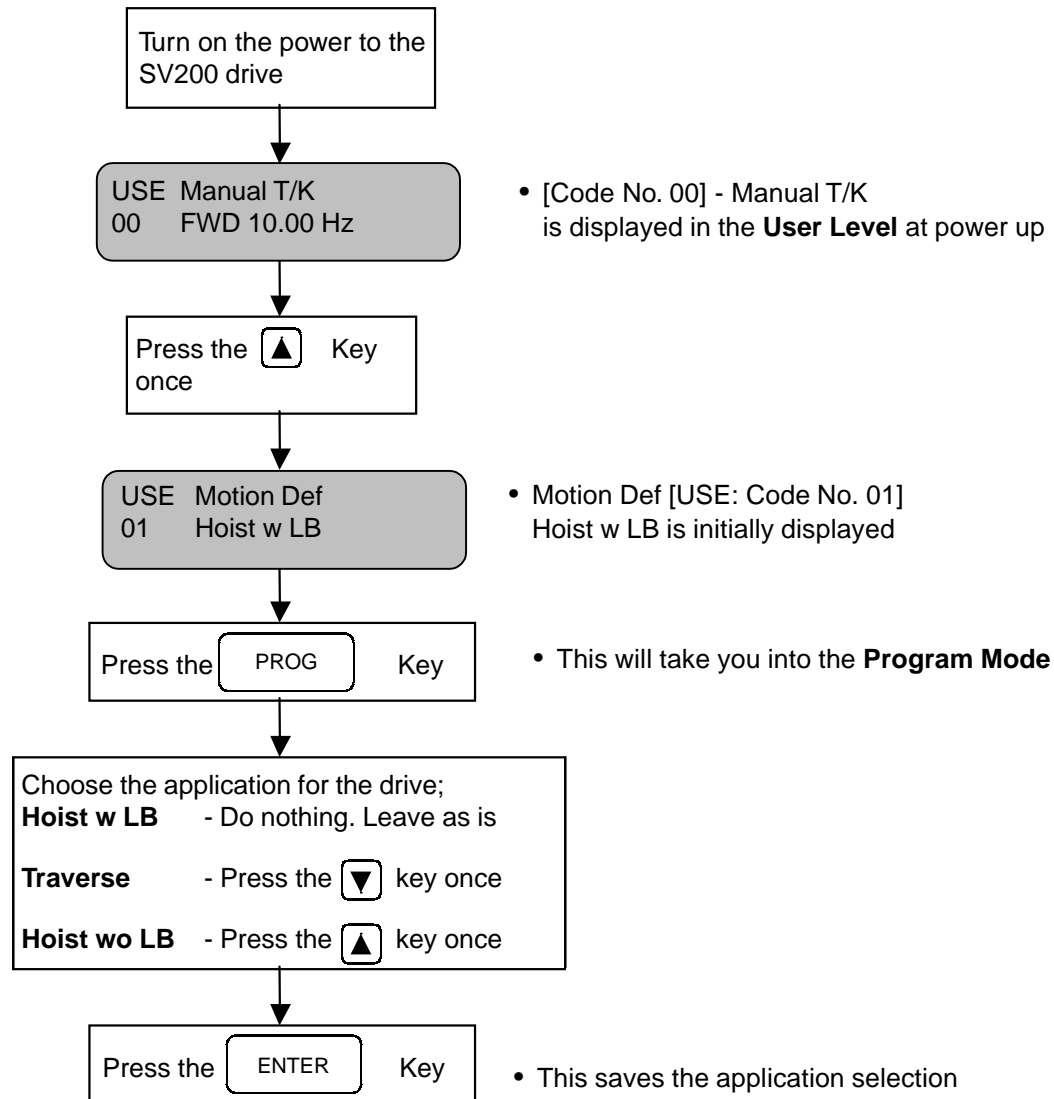 Turn on the power to the
SV200 drive
USE Manual T/K
00 FWD 10.00 Hz
• [Code No. 00] - Manual T/K
is displayed in the User Level at power up
Press the ▲ Key
once
USE Motion Def
01 Hoist w LB
• Motion Def [USE: Code No. 01]
Hoist w LB is initially displayed
Press the PROG Key
• This will take you into the Program Mode
Choose the application for the drive;
Hoist w LB - Do nothing. Leave as is
Traverse - Press the ▼ key once
Hoist wo LB - Press the ▲ key once
Press the ENTER Key
• This saves the application selection